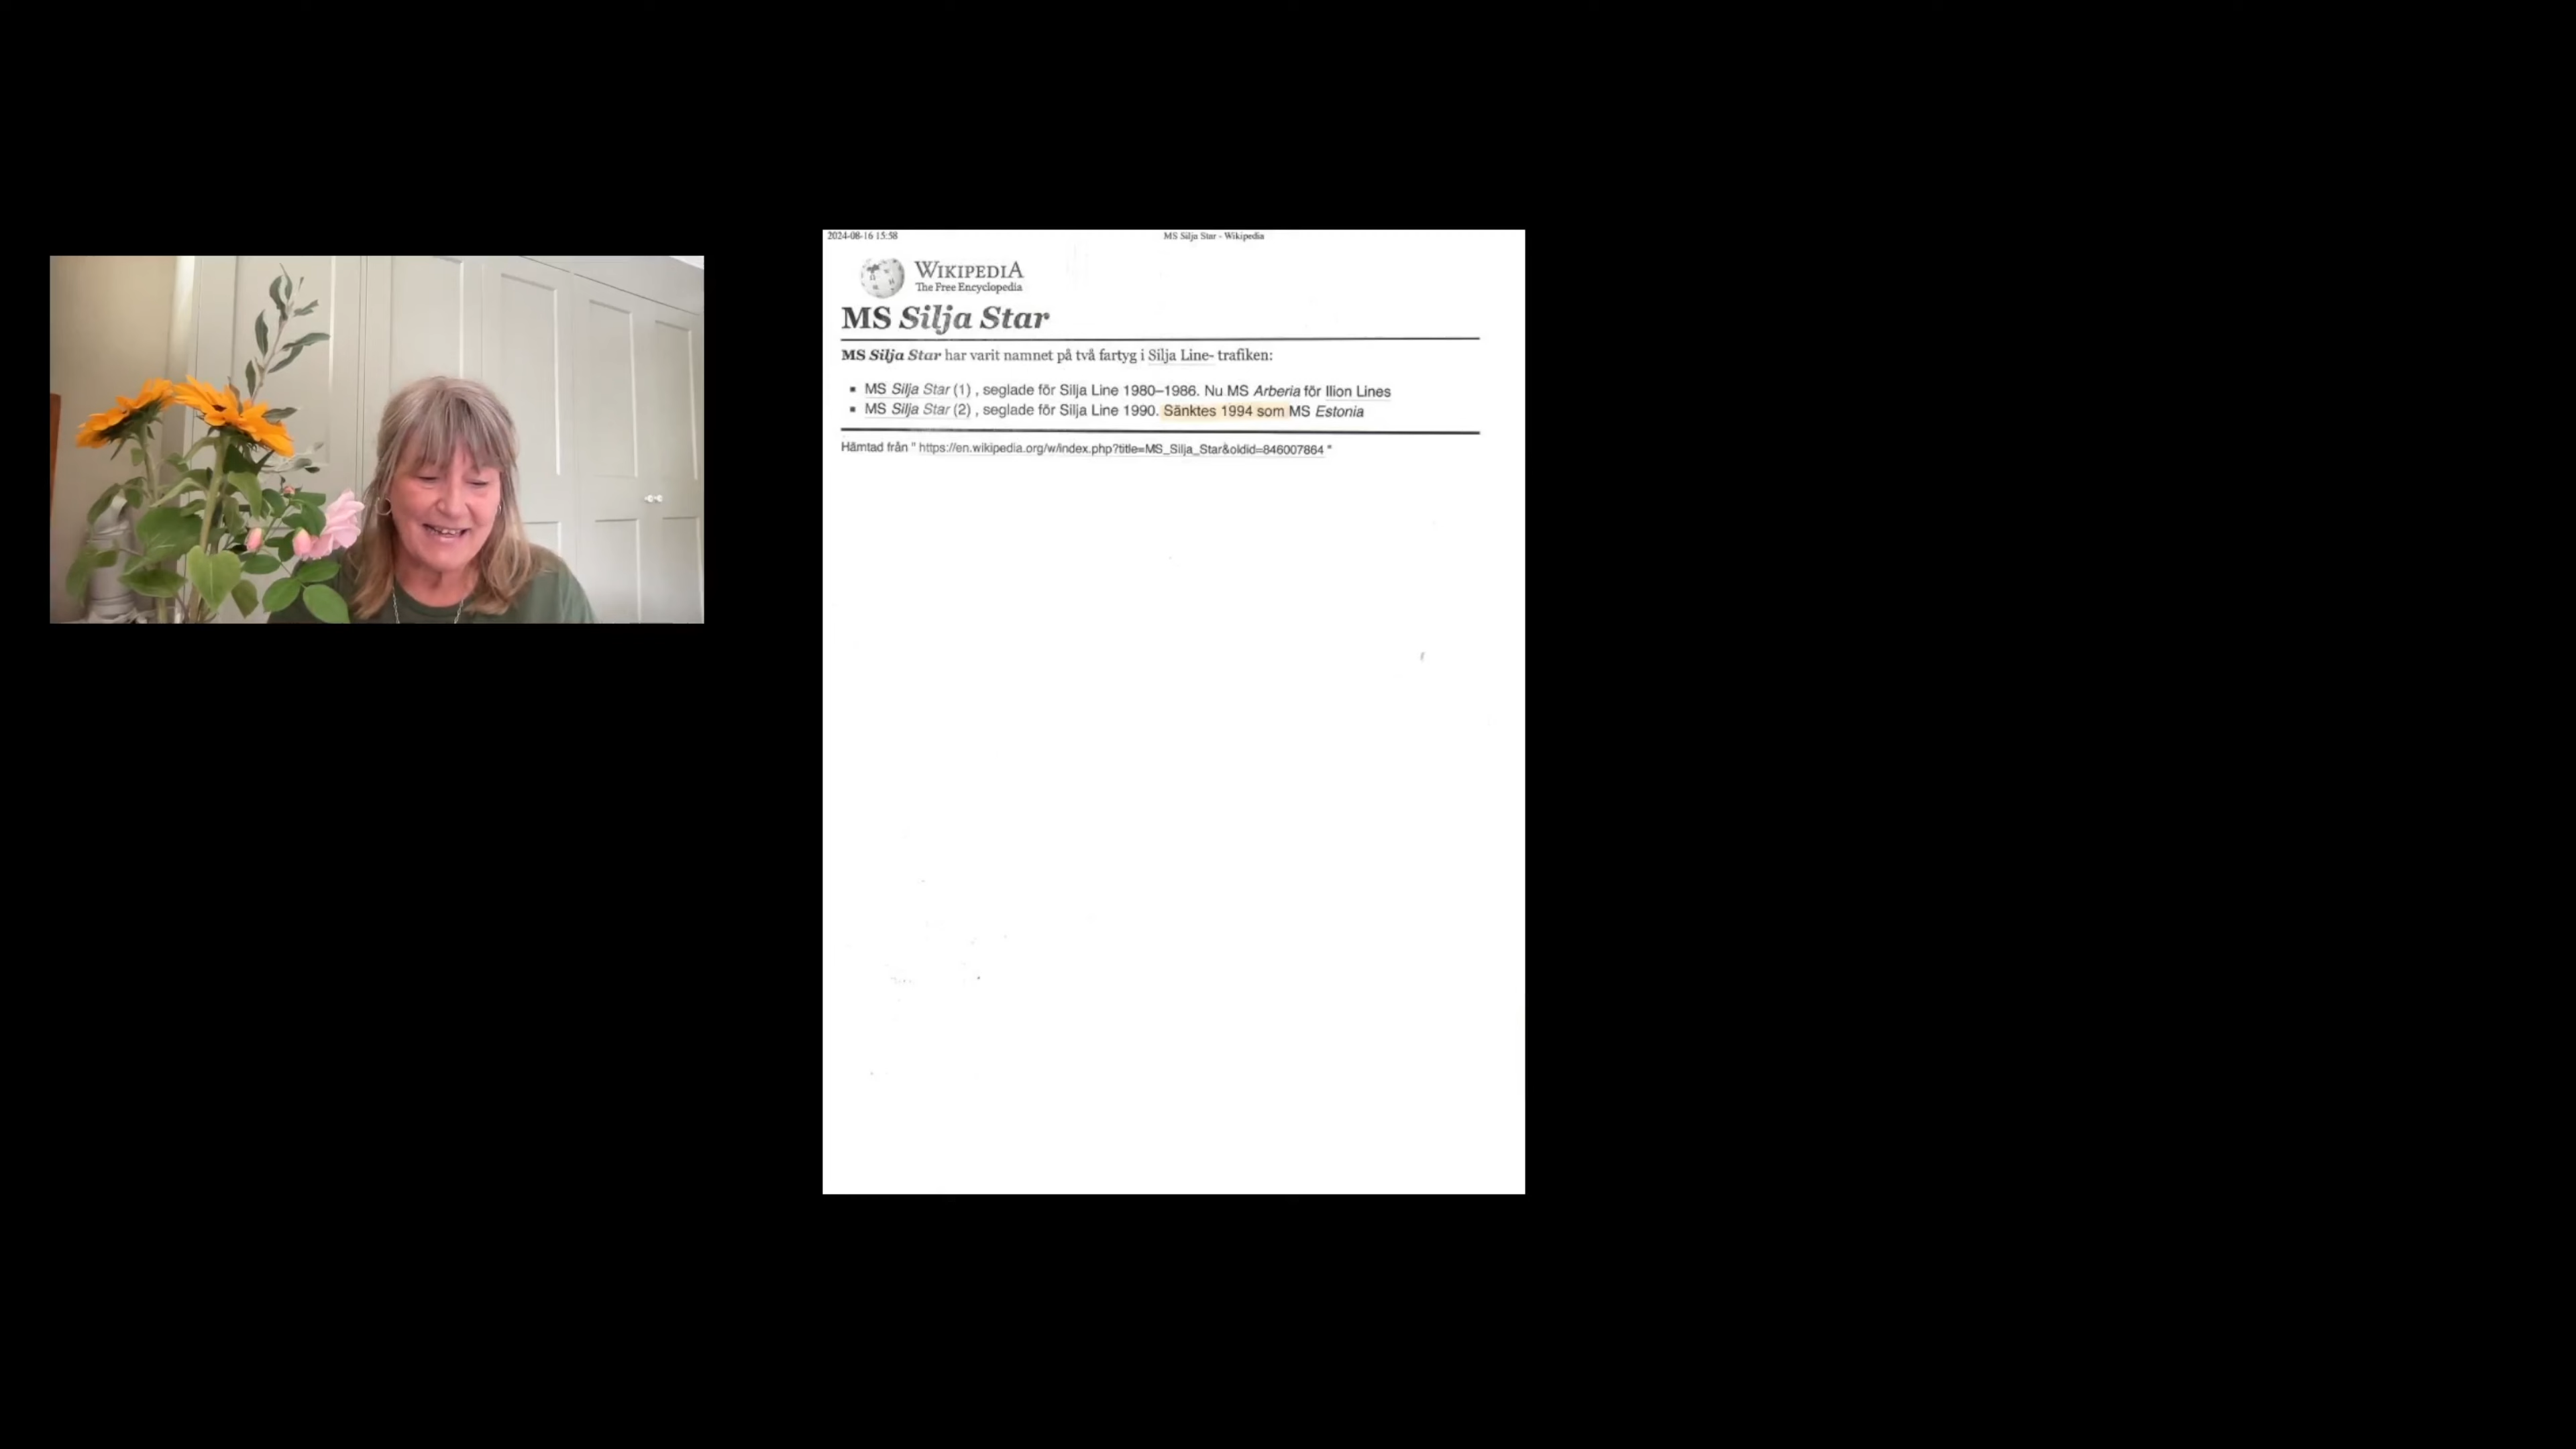 2024-08-16 15:58
MS Silja Star - Wikipedia
WIKIPEDIA
The Free Encyclopedia
MS Silja Star
MS Silja Star har varit namnet på två fartyg i Silja Line- trafiken:
▪ MS Silja Star (1) , seglade för Silja Line 1980–1986. Nu MS Arberia för Ilion Lines
▪ MS Silja Star (2) , seglade för Silja Line 1990. Sänktes 1994 som MS Estonia
Hämtad från " https://en.wikipedia.org/w/index.php?title=MS_Silja_Star&oldid=846007864 "